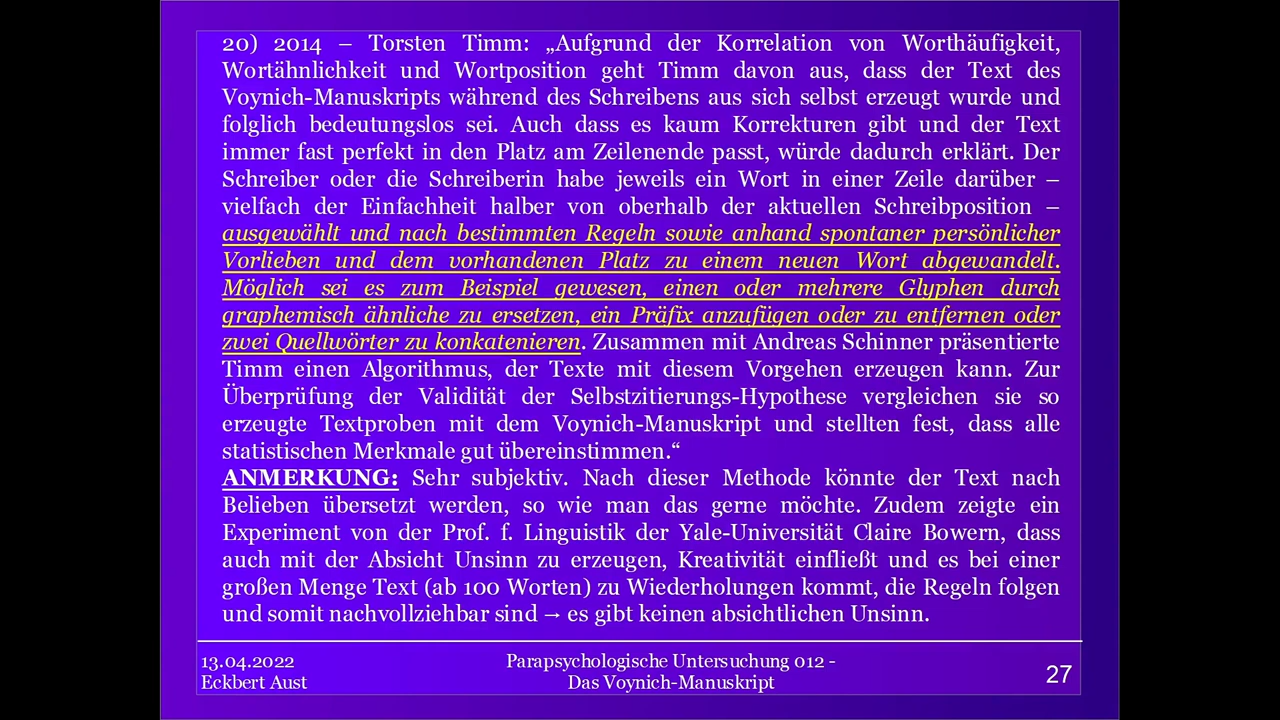 20) 2014 – Torsten Timm: „Aufgrund der Korrelation von Worthäufigkeit,
Wortähnlichkeit und Wortposition geht Timm davon aus, dass der Text des
Voynich-Manuskripts während des Schreibens aus sich selbst erzeugt wurde und
folglich bedeutungslos sei. Auch dass es kaum Korrekturen gibt und der Text
immer fast perfekt in den Platz am Zeilenende passt, würde dadurch erklärt. Der
Schreiber oder die Schreiberin habe jeweils ein Wort in einer Zeile darüber –
vielfach der Einfachheit halber von oberhalb der aktuellen Schreibposition –
ausgewählt und nach bestimmten Regeln sowie anhand spontaner persönlicher
Vorlieben und dem vorhandenen Platz zu einem neuen Wort abgewandelt.
Möglich sei es zum Beispiel gewesen, einen oder mehrere Glyphen durch
graphemisch ähnliche zu ersetzen, ein Präfix anzufügen oder zu entfernen oder
zwei Quellwörter zu konkatenieren. Zusammen mit Andreas Schinner präsentierte
Timm einen Algorithmus, der Texte mit diesem Vorgehen erzeugen kann. Zur
Überprüfung der Validität der Selbstzitierungs-Hypothese vergleichen sie so
erzeugte Textproben mit dem Voynich-Manuskript und stellten fest, dass alle
statistischen Merkmale gut übereinstimmen.“
ANMERKUNG: Sehr subjektiv. Nach dieser Methode könnte der Text nach
Belieben übersetzt werden, so wie man das gerne möchte. Zudem zeigte ein
Experiment von der Prof. f. Linguistik der Yale-Universität Claire Bowern, dass
auch mit der Absicht Unsinn zu erzeugen, Kreativität einfließt und es bei einer
großen Menge Text (ab 100 Worten) zu Wiederholungen kommt, die Regeln folgen
und somit nachvollziehbar sind → es gibt keinen absichtlichen Unsinn.
13.04.2022
Eckbert Aust
Parapsychologische Untersuchung 012 -
Das Voynich-Manuskript
27